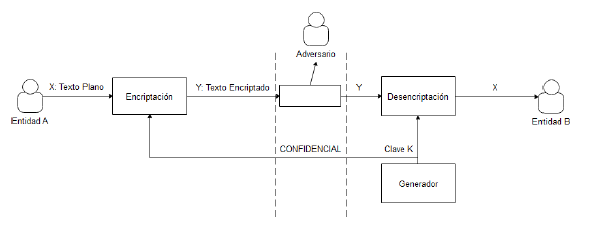 Adversario
X: Texto Plano
Encriptación
Y: Texto Encriptado
Y
Desencriptación
X
Entidad A
Entidad B
CONFIDENCIAL
Clave K
Generador